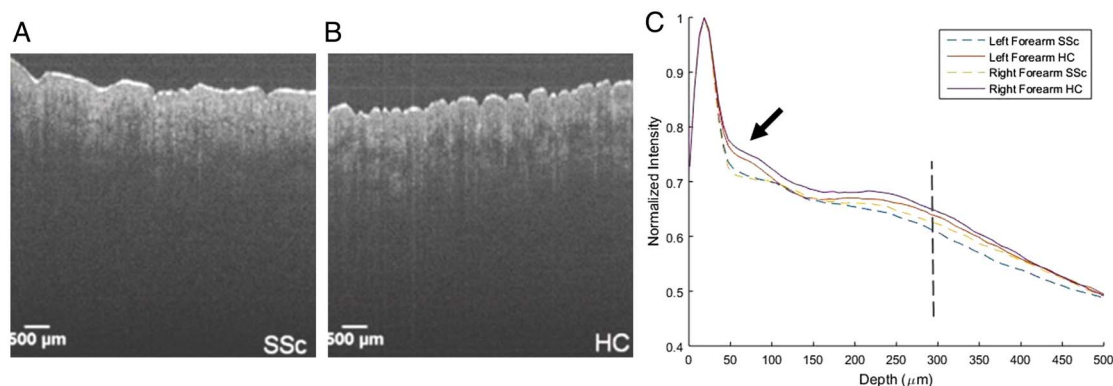 A
B
C
500 µm
SSc
500 µm
HC
Normalized Intensity
1
0.9
0.8
0.7
0.6
0.5
0.4
Left Forearm SSc
Left Forearm HC
Right Forearm SSc
Right Forearm HC
0 50 100 150 200 250 300 350 400 450 500
Depth (µm)